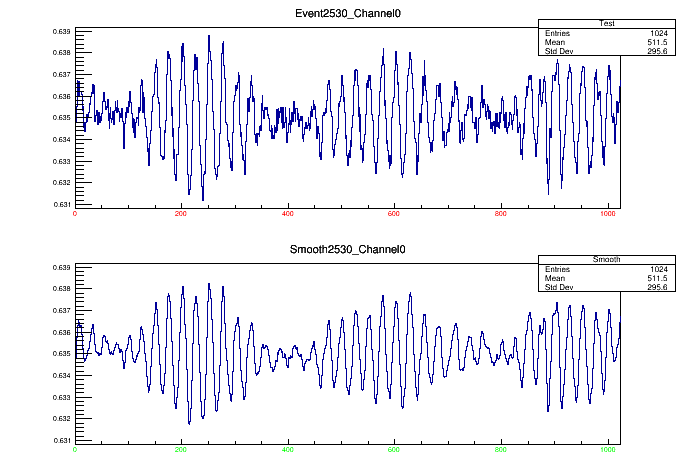 Event2530_Channel0
Test
Entries 1024
Mean 511.5
Std Dev 295.6
0.639
0.638
0.637
0.636
0.635
0.634
0.633
0.632
0.631
0 200 400 600 800 1000
Smooth2530_Channel0
Smooth
Entries 1024
Mean 511.5
Std Dev 295.6
0.639
0.638
0.637
0.636
0.635
0.634
0.633
0.632
0.631
0 200 400 600 800 1000